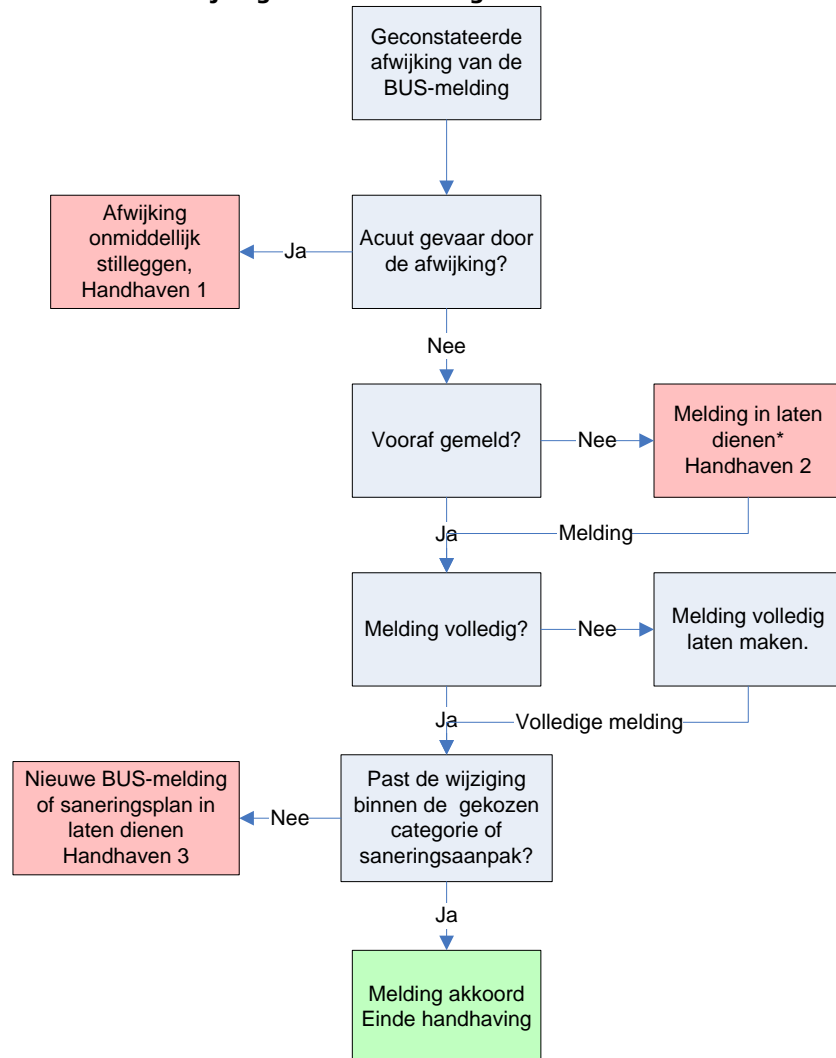 Geconstateerde
afwijking van de
BUS-melding
Afwijking
onmiddellijk
stilleggen,
Handhaven 1
Ja
Acuut gevaar door
de afwijking?
Nee
Vooraf gemeld?
Nee
Melding in laten
dienen*
Handhaven 2
Ja
Melding
Melding volledig?
Nee
Melding volledig
laten maken.
Ja
Volledige melding
Nieuwe BUS-melding
of saneringsplan in
laten dienen
Handhaven 3
Nee
Past de wijziging
binnen de gekozen
categorie of
saneringsaanpak?
Ja
Melding akkoord
Einde handhaving